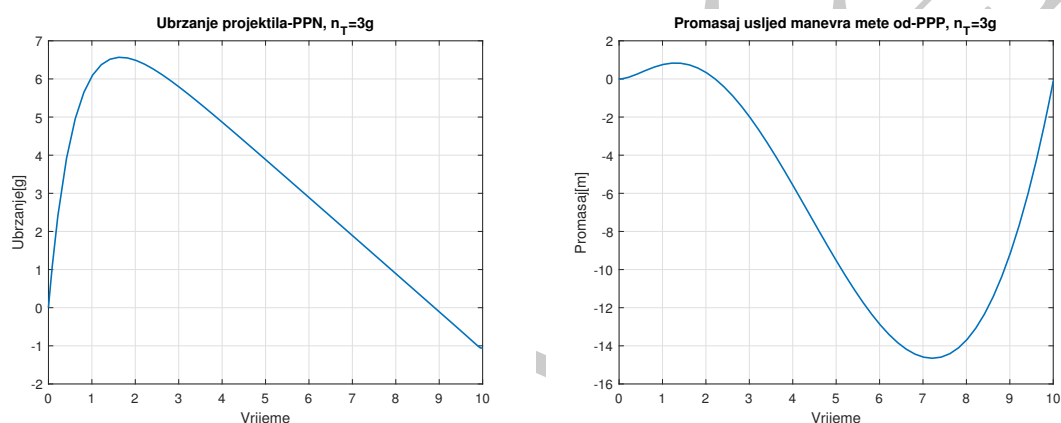 Ubrzanje projektila-PPN, n_T=3g
7
6
5
4
3
2
1
0
-1
-2
Ubrzanje[g]
0 1 2 3 4 5 6 7 8 9 10
Vrijeme
Promasaj usljed manevra mete od-PPP, n_T=3g
2
0
-2
-4
-6
-8
-10
-12
-14
-16
Promasaj[m]
0 1 2 3 4 5 6 7 8 9 10
Vrijeme